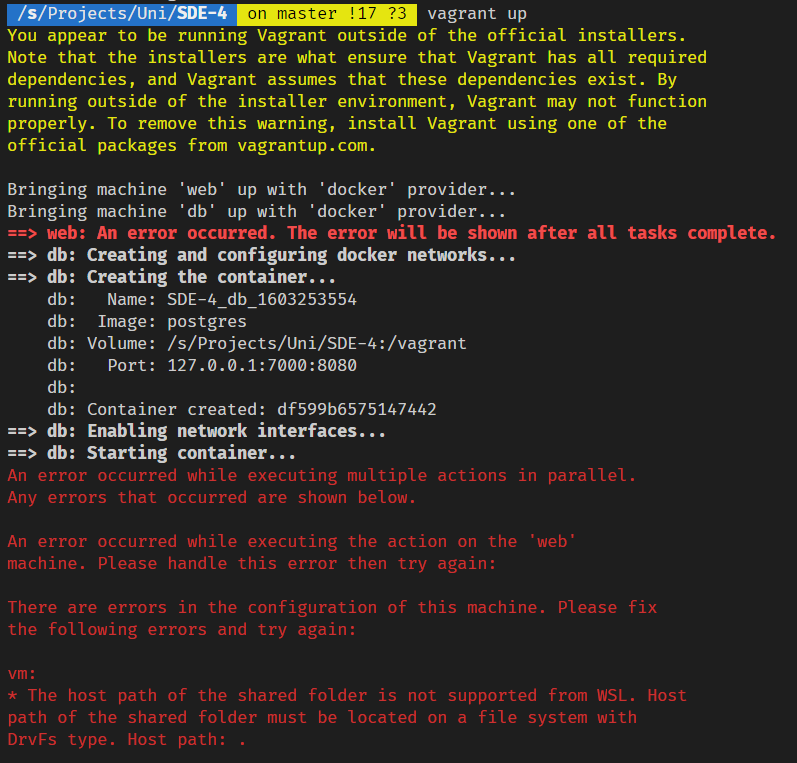 /s/Projects/Uni/SDE-4 on master !17 ?3 vagrant up
You appear to be running Vagrant outside of the official installers.
Note that the installers are what ensure that Vagrant has all required
dependencies, and Vagrant assumes that these dependencies exist. By
running outside of the installer environment, Vagrant may not function
properly. To remove this warning, install Vagrant using one of the
official packages from vagrantup.com.
Bringing machine 'web' up with 'docker' provider...
Bringing machine 'db' up with 'docker' provider...
==> web: An error occurred. The error will be shown after all tasks complete.
==> db: Creating and configuring docker networks...
==> db: Creating the container...
db: Name: SDE-4_db_1603253554
db: Image: postgres
db: Volume: /s/Projects/Uni/SDE-4:/vagrant
db: Port: 127.0.0.1:7000:8080
db:
db: Container created: df599b6575147442
==> db: Enabling network interfaces...
==> db: Starting container...
An error occurred while executing multiple actions in parallel.
Any errors that occurred are shown below.
An error occurred while executing the action on the 'web'
machine. Please handle this error then try again:
There are errors in the configuration of this machine. Please fix
the following errors and try again:
vm:
* The host path of the shared folder is not supported from WSL. Host
path of the shared folder must be located on a file system with
DrvFs type. Host path: .